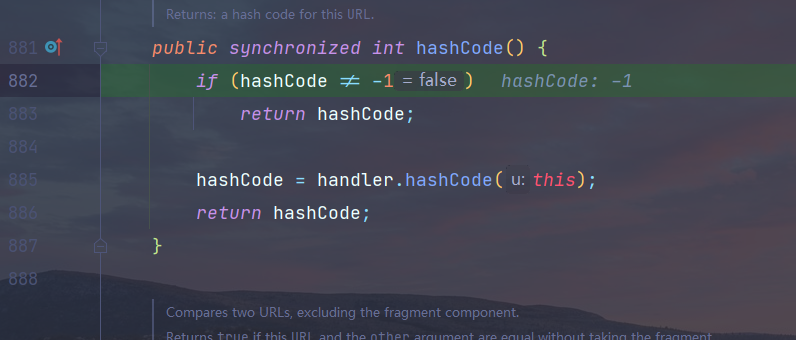 Returns: a hash code for this URL.
881 public synchronized int hashCode() {
882 if (hashCode ≠ -1 = false ) hashCode: -1
883 return hashCode;
884
885 hashCode = handler.hashCode( u: this);
886 return hashCode;
887 }
888
Compares two URLs, excluding the fragment component.
Returns true if this URL and the other argument are equal without taking the fragment